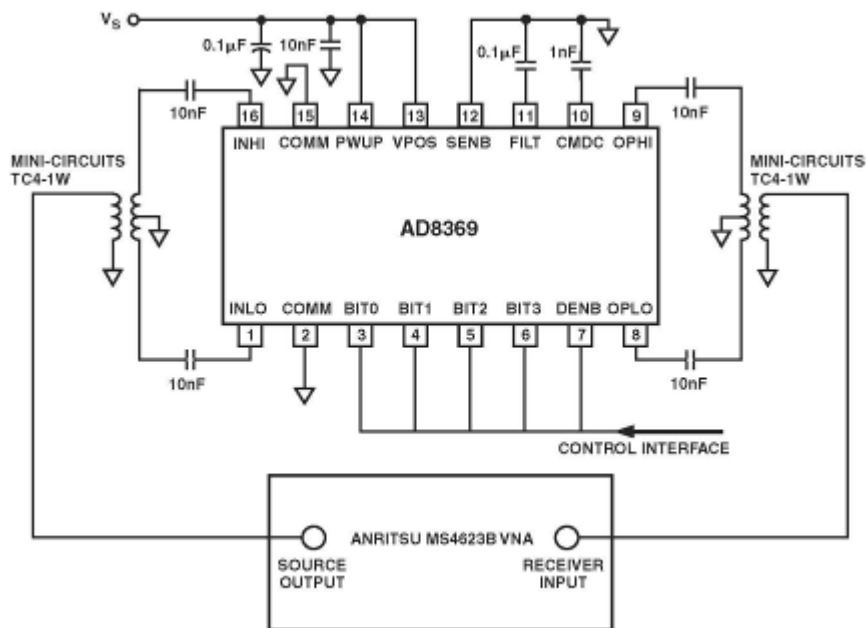 VS
0.1µF
10nF
0.1µF
1nF
10nF
10nF
16
15
14
13
12
11
10
9
INHI
COMM
PWUP
VPOS
SENB
FILT
CMDC
OPHI
MINI-CIRCUITS
TC4-1W
MINI-CIRCUITS
TC4-1W
AD8369
INLO
COMM
BIT0
BIT1
BIT2
BIT3
DENB
OPLO
1
2
3
4
5
6
7
8
10nF
10nF
CONTROL INTERFACE
ANRITSU MS4623B VNA
SOURCE
OUTPUT
RECEIVER
INPUT